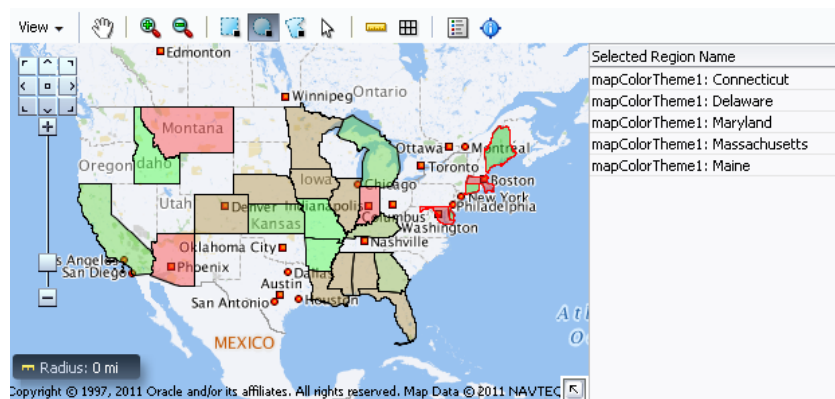 View
Selected Region Name
mapColorTheme1: Connecticut
mapColorTheme1: Delaware
mapColorTheme1: Maryland
mapColorTheme1: Massachusetts
mapColorTheme1: Maine
Edmonton
Winnipeg
Ontario
Montana
Ottawa
Montreal
Oregon
Idaho
Toronto
Iowa
Chicago
Boston
New York
Utah
Denver
Indianapolis
Philadelphia
Kansas
Columbus
Washington
Oklahoma City
Nashville
s Angeles
San Diego
Phoenix
Dallas
Austin
San Antonio
Houston
MEXICO
At
O
Radius: 0 mi
Copyright © 1997, 2011 Oracle and/or its affiliates. All rights reserved. Map Data © 2011 NAVTEQ